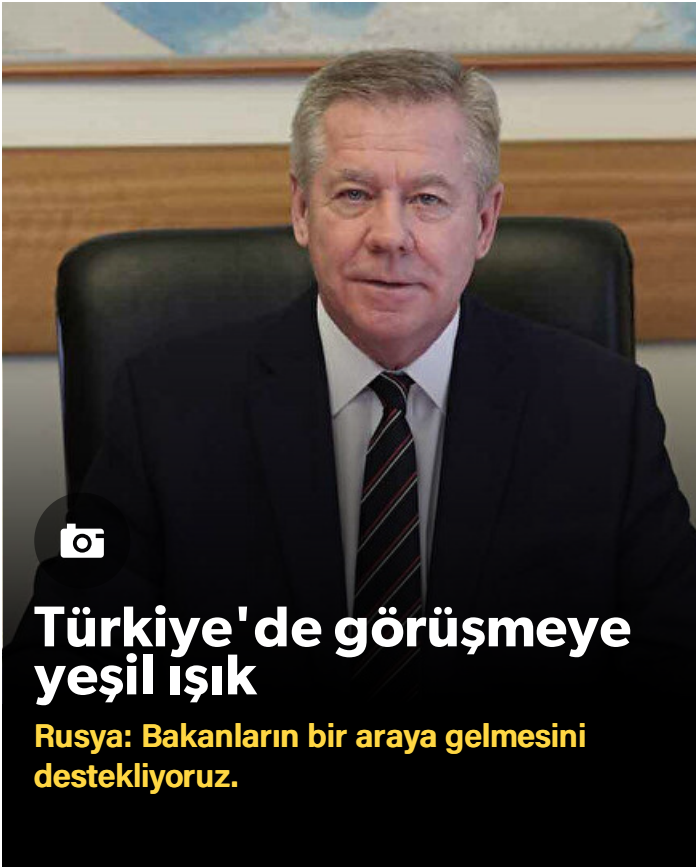 Türkiye'de görüşmeye
yeşil ışık
Rusya: Bakanların bir araya gelmesini
destekliyoruz.